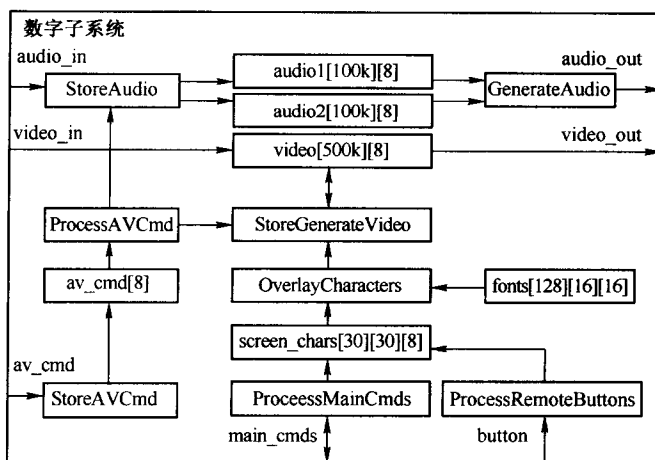 数字子系统
audio_in
audio_out
audio1[100k][8]
StoreAudio
GenerateAudio
audio2[100k][8]
video_in
video_out
video[500k][8]
ProcessAVCmd
StoreGenerateVideo
av_cmd[8]
OverlayCharacters
fonts[128][16][16]
screen_chars[30][30][8]
av_cmd
StoreAVCmd
ProceessMainCmds
ProcessRemoteButtons
main_cmds
button